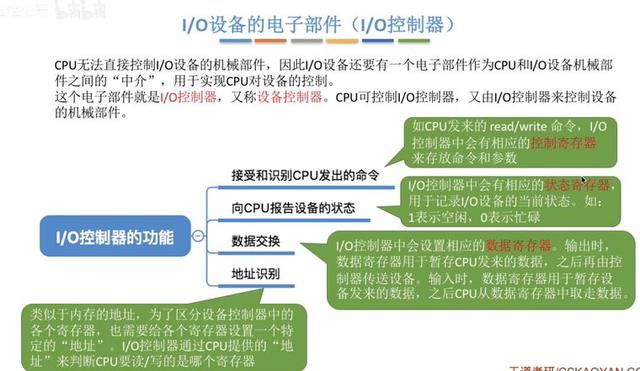 I/O设备的电子部件（I/O控制器）
CPU无法直接控制I/O设备的机械部件，因此I/O设备还要有一个电子部件作为CPU和I/O设备机械部
件之间的“中介”，用于实现CPU对设备的控制。
这个电子部件就是I/O控制器，又称设备控制器。CPU可控制I/O控制器，又由I/O控制器来控制设备
的机械部件。
如CPU发来的 read/write 命令，I/O
控制器中会有相应的控制寄存器
来存放命令和参数
接受和识别CPU发出的命令
I/O控制器中会有相应的状态寄存器，
用于记录I/O设备的当前状态。如：
1表示空闲，0表示忙碌
向CPU报告设备的状态
I/O控制器的功能
数据交换
I/O控制器中会设置相应的数据寄存器。输出时，
数据寄存器用于暂存CPU发来的数据，之后再由控
制器传送设备。输入时，数据寄存器用于暂存设
备发来的数据，之后CPU从数据寄存器中取走数据。
地址识别
类似于内存的地址，为了区分设备控制器中的
各个寄存器，也需要给各个寄存器设置一个特
定的“地址”。I/O控制器通过CPU提供的“地
址”来判断CPU要读/写的是哪个寄存器
王道考研/CSKAOYAN.CO